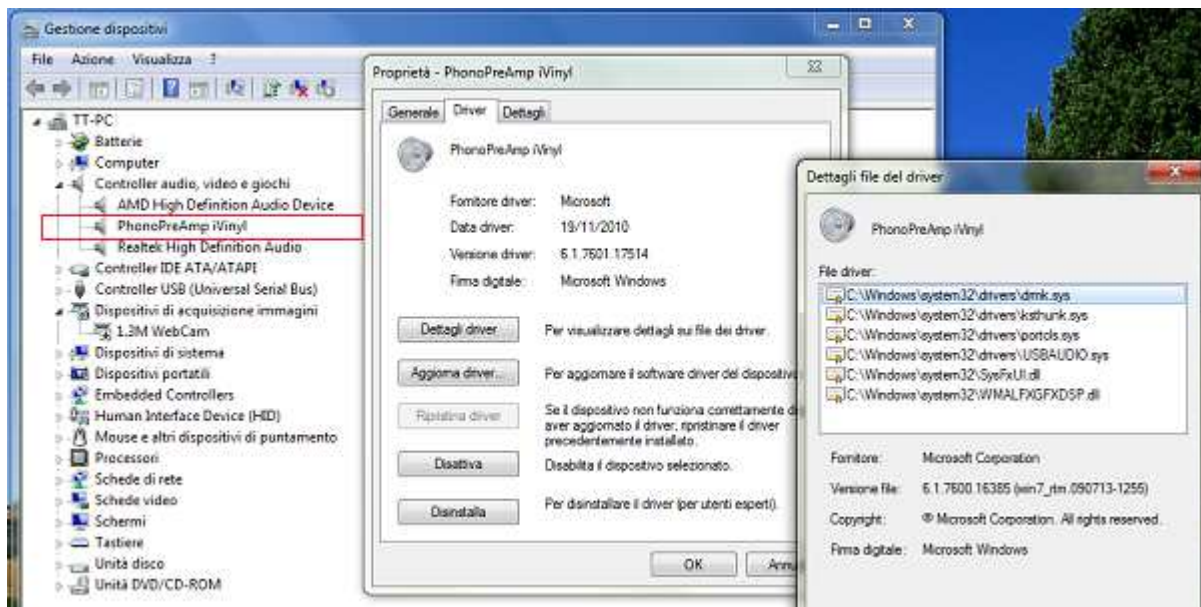 Gestione dispositivi
File Azione Visualizza ?
TT-PC
Batterie
Computer
Controller audio, video e giochi
AMD High Definition Audio Device
PhonoPreAmp iVinyl
Realtek High Definition Audio
Controller IDE ATA/ATAPI
Controller USB (Universal Serial Bus)
Dispositivi di acquisizione immagini
1.3M WebCam
Dispositivi di sistema
Dispositivi portatili
Embedded Controllers
Human Interface Device (HID)
Mouse e altri dispositivi di puntamento
Processori
Schede di rete
Schede video
Schermi
Tastiere
Unità disco
Unità DVD/CD-ROM
Proprietà - PhonoPreAmp iVinyl
Generale Driver Dettagli
PhonoPreAmp iVinyl
Fornitore driver: Microsoft
Data driver: 19/11/2010
Versione driver: 6.1.7601.17514
Firma digitale: Microsoft Windows
Dettagli driver Per visualizzare dettagli sui file dei driver.
Aggiorna driver... Per aggiornare il software driver del dispositivo
Ripristina driver Se il dispositivo non funziona correttamente
aver aggiornato il driver, ripristinare il driver
precedentemente installato.
Disattiva Disabilita il dispositivo selezionato.
Disinstalla Per disinstallare il driver (per utenti esperti).
OK Annu
Dettagli file del driver
PhonoPreAmp iVinyl
File driver:
C:\Windows\system32\drivers\drmk.sys
C:\Windows\system32\drivers\ksthunk.sys
C:\Windows\system32\drivers\portcls.sys
C:\Windows\system32\drivers\USBAUDIO.sys
C:\Windows\system32\SysFxUI.dll
C:\Windows\system32\WMALFXGFXDSP.dll
Fornitore: Microsoft Corporation
Versione file: 6.1.7600.16385 (win7_rtm.090713-1255)
Copyright: © Microsoft Corporation. All rights reserved.
Firma digitale: Microsoft Windows